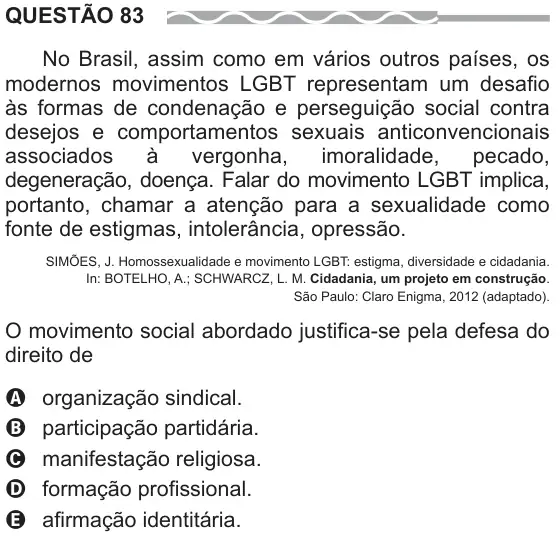 QUESTÃO 83
No Brasil, assim como em vários outros países, os
modernos movimentos LGBT representam um desafio
às formas de condenação e perseguição social contra
desejos e comportamentos sexuais anticonvencionais
associados à vergonha, imoralidade, pecado,
degeneração, doença. Falar do movimento LGBT implica,
portanto, chamar a atenção para a sexualidade como
fonte de estigmas, intolerância, opressão.
SIMÕES, J. Homossexualidade e movimento LGBT: estigma, diversidade e cidadania.
In: BOTELHO, A.; SCHWARCZ, L. M. Cidadania, um projeto em construção.
São Paulo: Claro Enigma, 2012 (adaptado).
O movimento social abordado justifica-se pela defesa do
direito de
A organização sindical.
B participação partidária.
C manifestação religiosa.
D formação profissional.
E afirmação identitária.